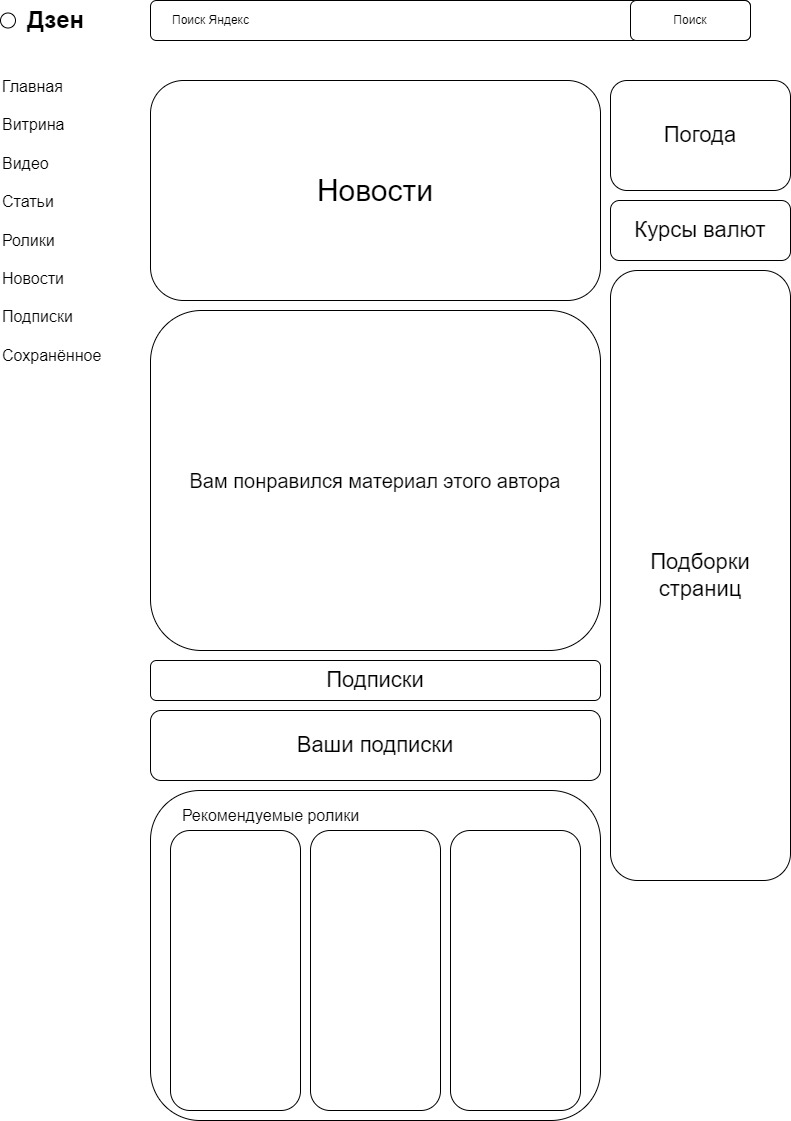 Дзен
Поиск Яндекс
Поиск
Главная
Витрина
Видео
Статьи
Ролики
Новости
Подписки
Сохранённое
Новости
Вам понравился материал этого автора
Подписки
Ваши подписки
Рекомендуемые ролики
Погода
Курсы валют
Подборки
страниц